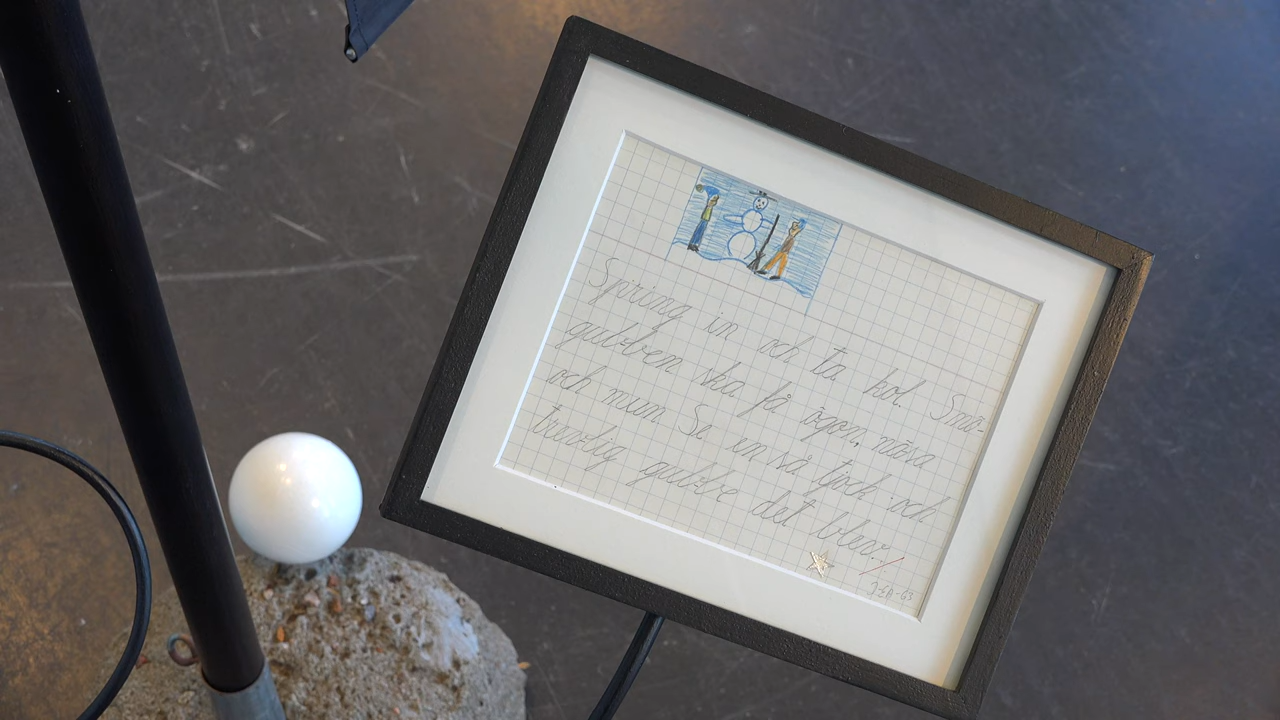 Spring in och ta kol. Snö-
gubben ska få ögon, näsa
och mun. Se en så tjock och
trevlig gubbe det blev.